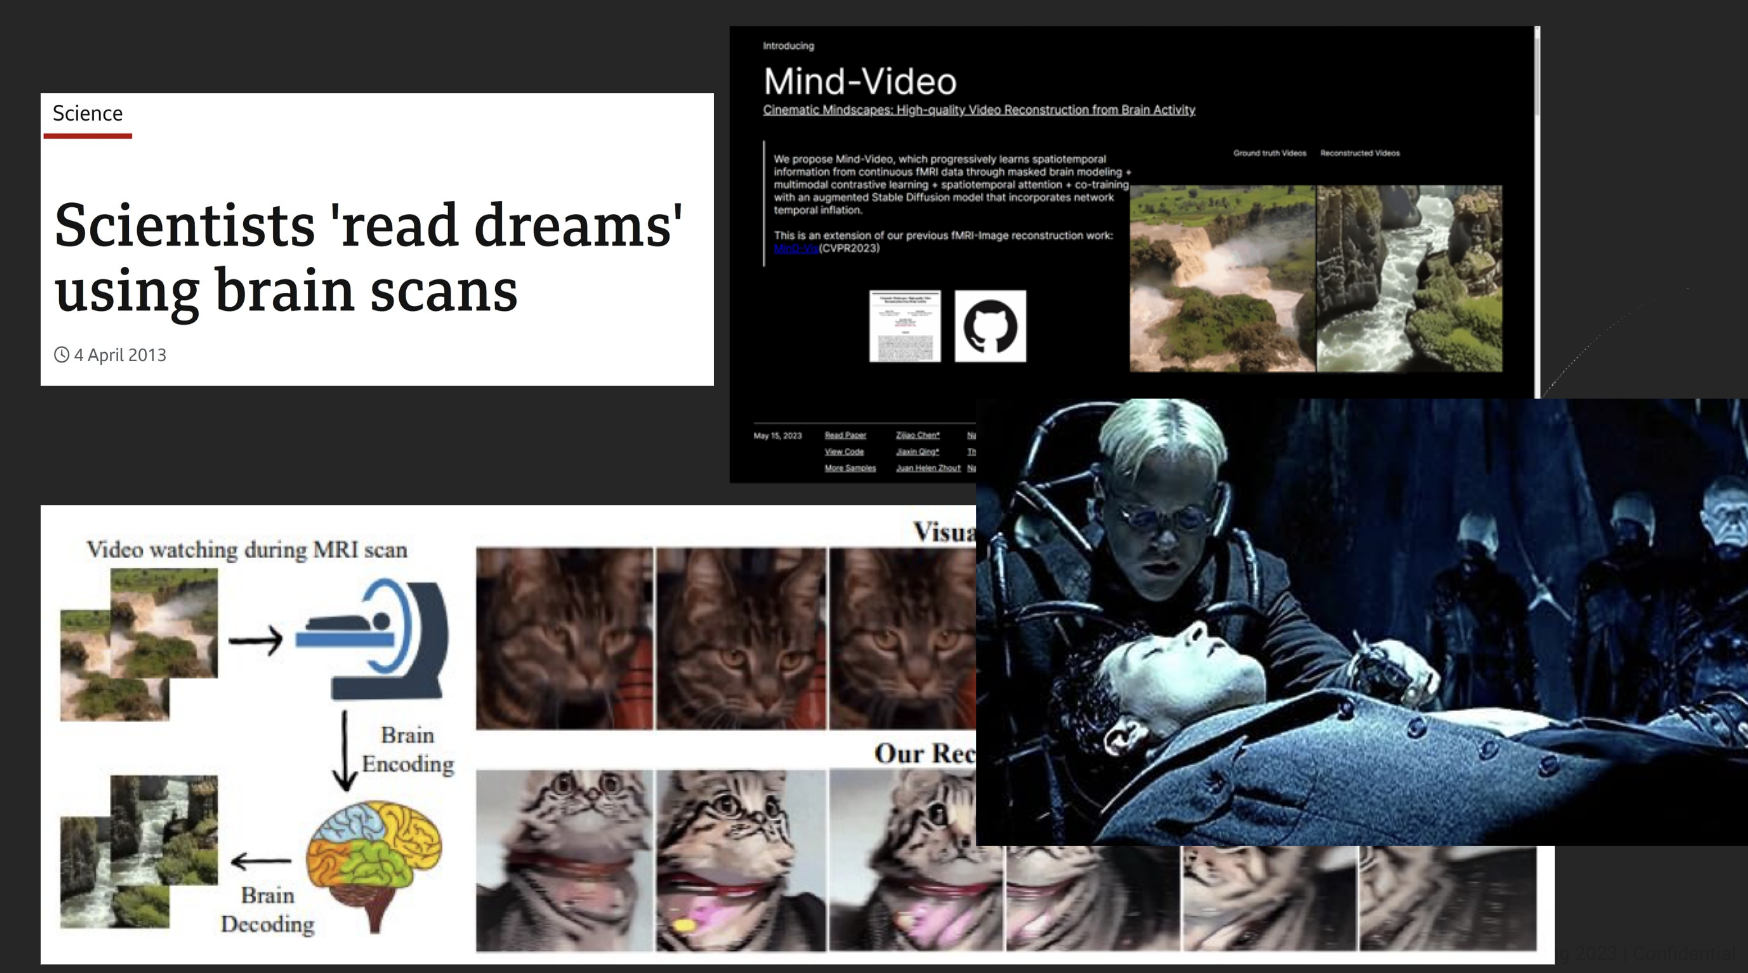 Science
Scientists 'read dreams'
using brain scans
4 April 2013
Introducing
Mind-Video
Cinematic Mindscapes: High-quality Video Reconstruction from Brain Activity
We propose Mind-Video, which progressively learns spatiotemporal
information from continuous fMRI data through masked brain modeling +
multimodal contrastive learning + spatiotemporal attention + co-training
with an augmented Stable Diffusion model that incorporates network
temporal inflation.
This is an extension of our previous fMRI-Image reconstruction work:
MinD-Vis(CVPR2023)
Ground truth Videos Reconstructed Videos
May 15, 2023 Read Paper Zijiao Chen* Na
View Code Jiaxin Qing* Th
More Samples Juan Helen Zhou† Na
Video watching during MRI scan
Brain
Encoding
Brain
Decoding
Visua
Our Rec
2023 | Confidential